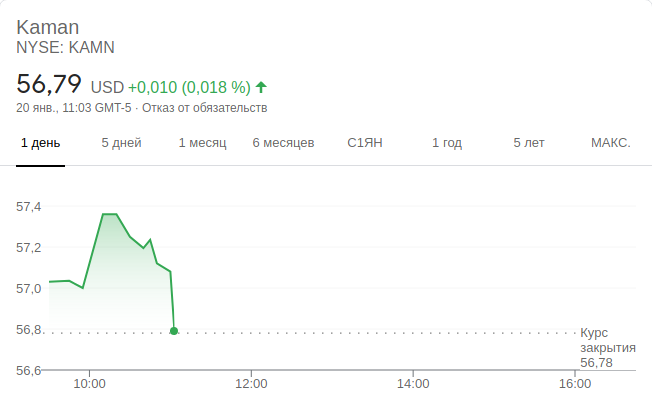 Kaman
NYSE: KAMN
56,79 USD +0,010 (0,018 %)
20 янв., 11:03 GMT-5 · Отказ от обязательств
1 день 5 дней 1 месяц 6 месяцев С1ЯН 1 год 5 лет МАКС.
57,4
57,2
57,0
56,8
Курс
закрытия
56,78
56,6
10:00 12:00 14:00 16:00